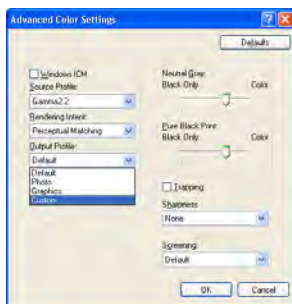 Advanced Color Settings
Defaults
Windows ICM
Source Profile:
Gamma2.2
Rendering Intent:
Perceptual Matching
Output Profile:
Default
Default
Photo
Graphics
Custom
Neutral Gray:
Black Only Color
Pure Black Print:
Black Only Color
Trapping
Sharpness:
None
Screening:
Default
OK Cancel